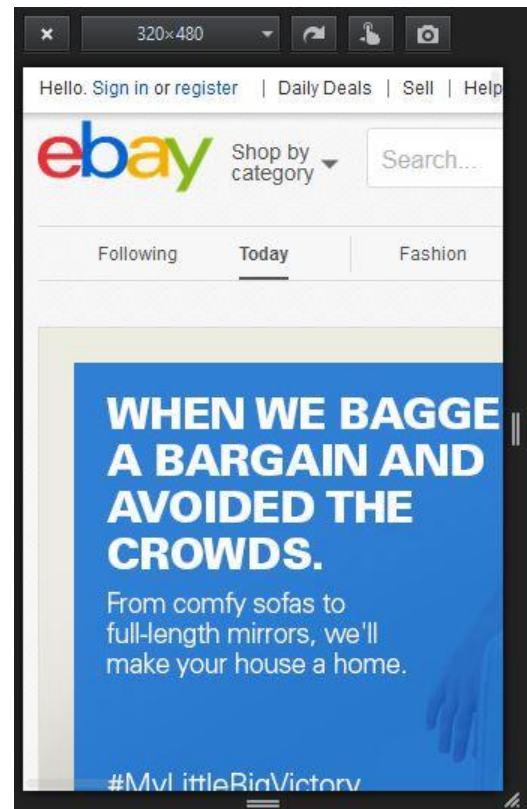 320×480
Hello. Sign in or register | Daily Deals | Sell | Help
ebay
Shop by
category
Search...
Following Today Fashion
WHEN WE BAGGE
A BARGAIN AND
AVOIDED THE
CROWDS.
From comfy sofas to
full-length mirrors, we'll
make your house a home.
#MyLittleBigVictory